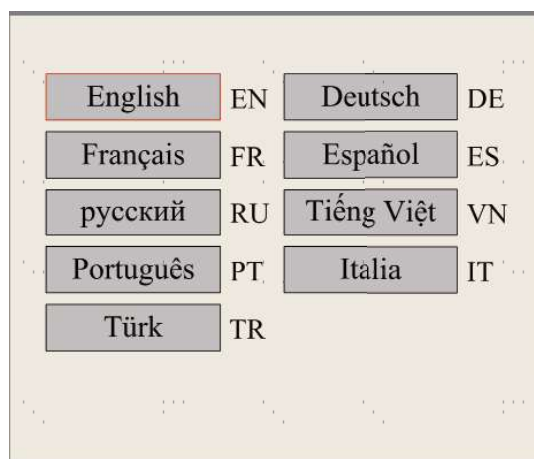 English EN Deutsch DE
Français FR Español ES
русский RU Tiếng Việt VN
Português PT Italia IT
Türk TR